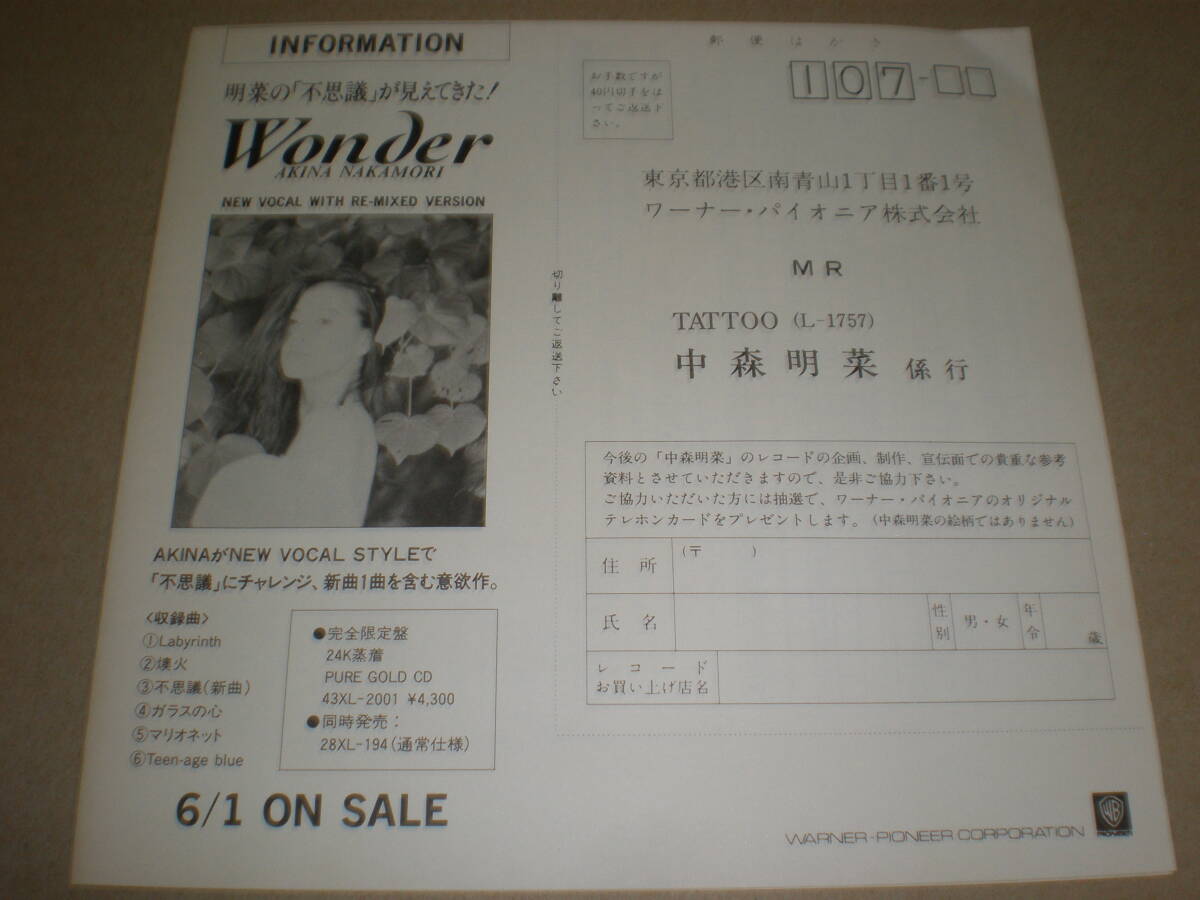 INFORMATION
明菜の「不思議」が見えてきた!
Wonder
AKINA NAKAMORI
NEW VOCAL WITH RE-MIXED VERSION
AKINAがNEW VOCAL STYLEで
「不思議」にチャレンジ、新曲1曲を含む意欲作。
〈収録曲〉
①Labyrinth
②燠火
③不思議(新曲)
④ガラスの心
⑤マリオネット
⑥Teen-age blue
●完全限定盤
24K蒸着
PURE GOLD CD
43XL-2001 ¥4,300
●同時発売:
28XL-194(通常仕様)
6/1 ON SALE
切り離してご返送下さい
郵便はがき
お手数ですが
40円切手をは
ってご返送下
さい。
107-
東京都港区南青山1丁目1番1号
ワーナー・パイオニア株式会社
MR
TATTOO (L-1757)
中森明菜 係行
今後の「中森明菜」のレコードの企画、制作、宣伝面での貴重な参考
資料とさせていただきますので、是非ご協力下さい。
ご協力いただいた方には抽選で、ワーナー・パイオニアのオリジナル
テレホンカードをプレゼントします。(中森明菜の絵柄ではありません)
住所 (〒 )
氏名 性別 男・女 年令 歳
レコード
お買い上げ店名
WARNER-PIONEER CORPORATION
WB
PIONEER